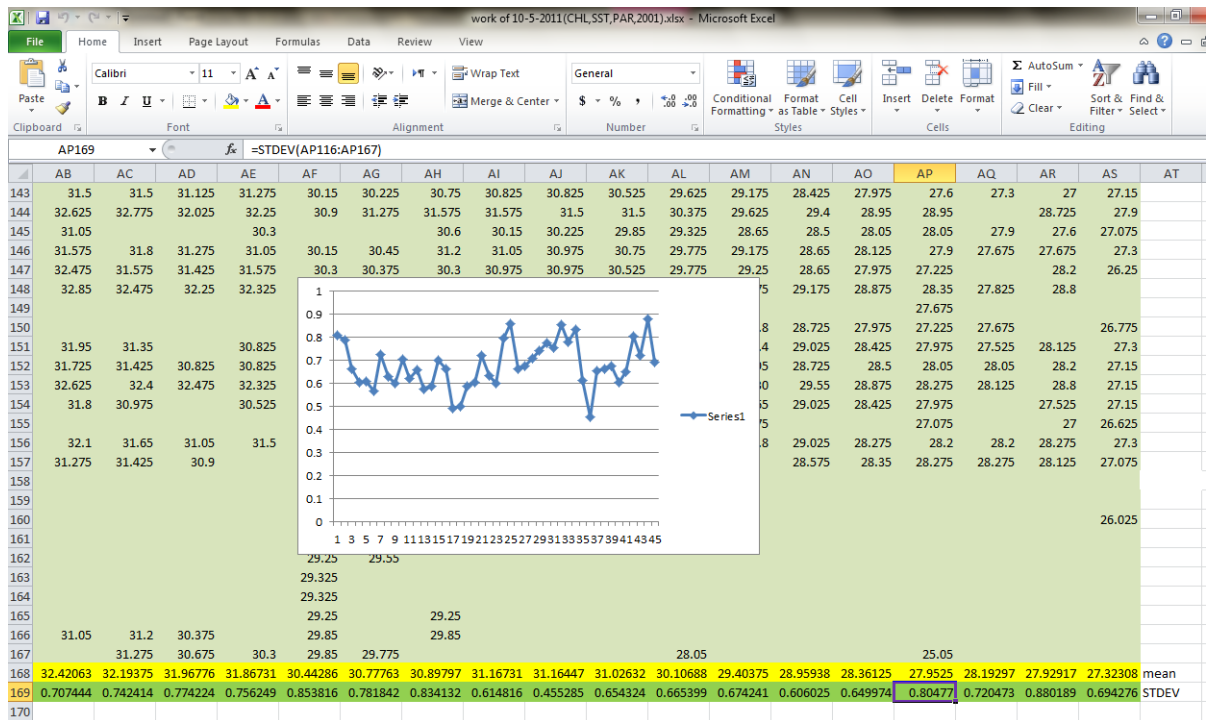 work of 10-5-2011(CHL,SST,PAR,2001).xlsx - Microsoft Excel
File Home Insert Page Layout Formulas Data Review View
Calibri 11 A A Wrap Text General Σ AutoSum
Paste Conditional Format Cell Insert Delete Format Fill Sort & Find &
B I U A Merge & Center $ % , .00 .00 Formatting as Table Styles Clear Filter Select
Clipboard Font Alignment Number Styles Cells Editing
AP169 fx =STDEV(AP116:AP167)
AB AC AD AE AF AG AH AI AJ AK AL AM AN AO AP AQ AR AS AT
143 31.5 31.5 31.125 31.275 30.15 30.225 30.75 30.825 30.825 30.525 29.625 29.175 28.425 27.975 27.6 27.3 27 27.15
144 32.625 32.775 32.025 32.25 30.9 31.275 31.575 31.575 31.5 31.5 30.375 29.625 29.4 28.95 28.95 28.725 27.9
145 31.05 30.3 30.6 30.15 30.225 29.85 29.325 28.65 28.5 28.05 28.05 27.9 27.6 27.075
146 31.575 31.8 31.275 31.05 30.15 30.45 31.2 31.05 30.975 30.75 29.775 29.175 28.65 28.125 27.9 27.675 27.675 27.3
147 32.475 31.575 31.425 31.575 30.3 30.375 30.3 30.975 30.975 30.525 29.775 29.25 28.65 27.975 27.225 28.2 26.25
148 32.85 32.475 32.25 32.325 75 29.175 28.875 28.35 27.825 28.8
149 27.675
150 .8 28.725 27.975 27.225 27.675 26.775
151 31.95 31.35 30.825 .4 29.025 28.425 27.975 27.525 28.125 27.3
152 31.725 31.425 30.825 30.825 28.725 28.5 28.05 28.05 28.2 27.15
153 32.625 32.4 32.475 32.325 29.55 28.875 28.275 28.125 28.8 27.15
154 31.8 30.975 30.525 29.025 28.425 27.975 27.525 27.15
155 75 27.075 27 26.625
156 32.1 31.65 31.05 31.5 .8 29.025 28.275 28.2 28.2 28.275 27.3
157 31.275 31.425 30.9 28.575 28.35 28.275 28.275 28.125 27.075
158
159
160 26.025
161
162 29.25 29.55
163 29.325
164 29.325
165 29.25 29.25
166 31.05 31.2 30.375 29.85 29.85
167 31.275 30.675 30.3 29.85 29.775 28.05 25.05
168 32.42063 32.19375 31.96776 31.86731 30.44286 30.77763 30.89797 31.16731 31.16447 31.02632 30.10688 29.40375 28.95938 28.36125 27.9525 28.19297 27.92917 27.32308 mean
169 0.707444 0.742414 0.774224 0.756249 0.853816 0.781842 0.834132 0.614816 0.455285 0.654324 0.665399 0.674241 0.606025 0.649974 0.80477 0.720473 0.880189 0.694276 STDEV
170
1
0.9
0.8
0.7
0.6
0.5
0.4
0.3
0.2
0.1
0
1 3 5 7 9 11 13 15 17 19 21 23 25 27 29 31 33 35 37 39 41 43 45
Series1